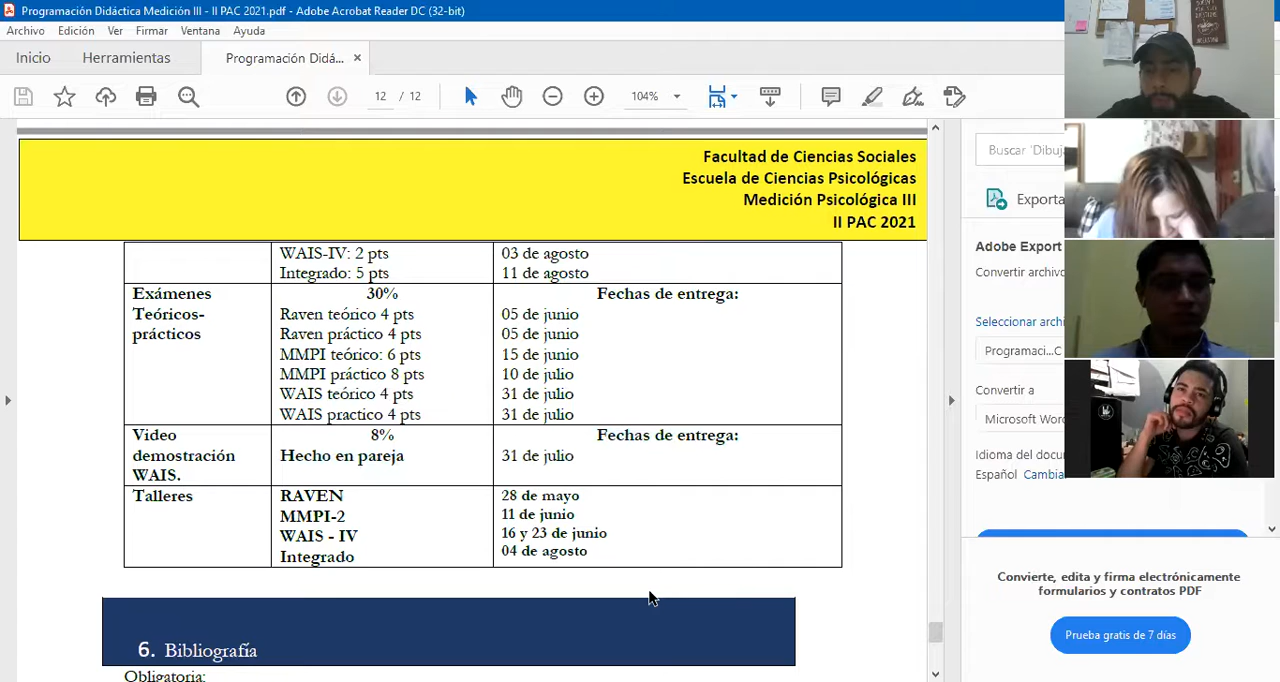 Programación Didáctica Medición III - II PAC 2021.pdf - Adobe Acrobat Reader DC (32-bit)
Archivo Edición Ver Firmar Ventana Ayuda
Inicio Herramientas Programación Didá... ×
12 / 12 104%
Facultad de Ciencias Sociales
Escuela de Ciencias Psicológicas
Medición Psicológica III
II PAC 2021
WAIS-IV: 2 pts 03 de agosto
Integrado: 5 pts 11 de agosto
Exámenes 30% Fechas de entrega:
Teóricos- Raven teórico 4 pts 05 de junio
prácticos Raven práctico 4 pts 05 de junio
MMPI teórico: 6 pts 15 de junio
MMPI práctico 8 pts 10 de julio
WAIS teórico 4 pts 31 de julio
WAIS practico 4 pts 31 de julio
Video 8% Fechas de entrega:
demostración Hecho en pareja 31 de julio
WAIS.
Talleres RAVEN 28 de mayo
MMPI-2 11 de junio
WAIS - IV 16 y 23 de junio
Integrado 04 de agosto
6. Bibliografía
Obligatoria:
Buscar 'Dibuj
Exporta
Adobe Export
Convertir archivo
Seleccionar archi
Programaci...C
Convertir a
Microsoft Word
Idioma del docum
Español Cambia
Convierte, edita y firma electrónicamente
formularios y contratos PDF
Prueba gratis de 7 días